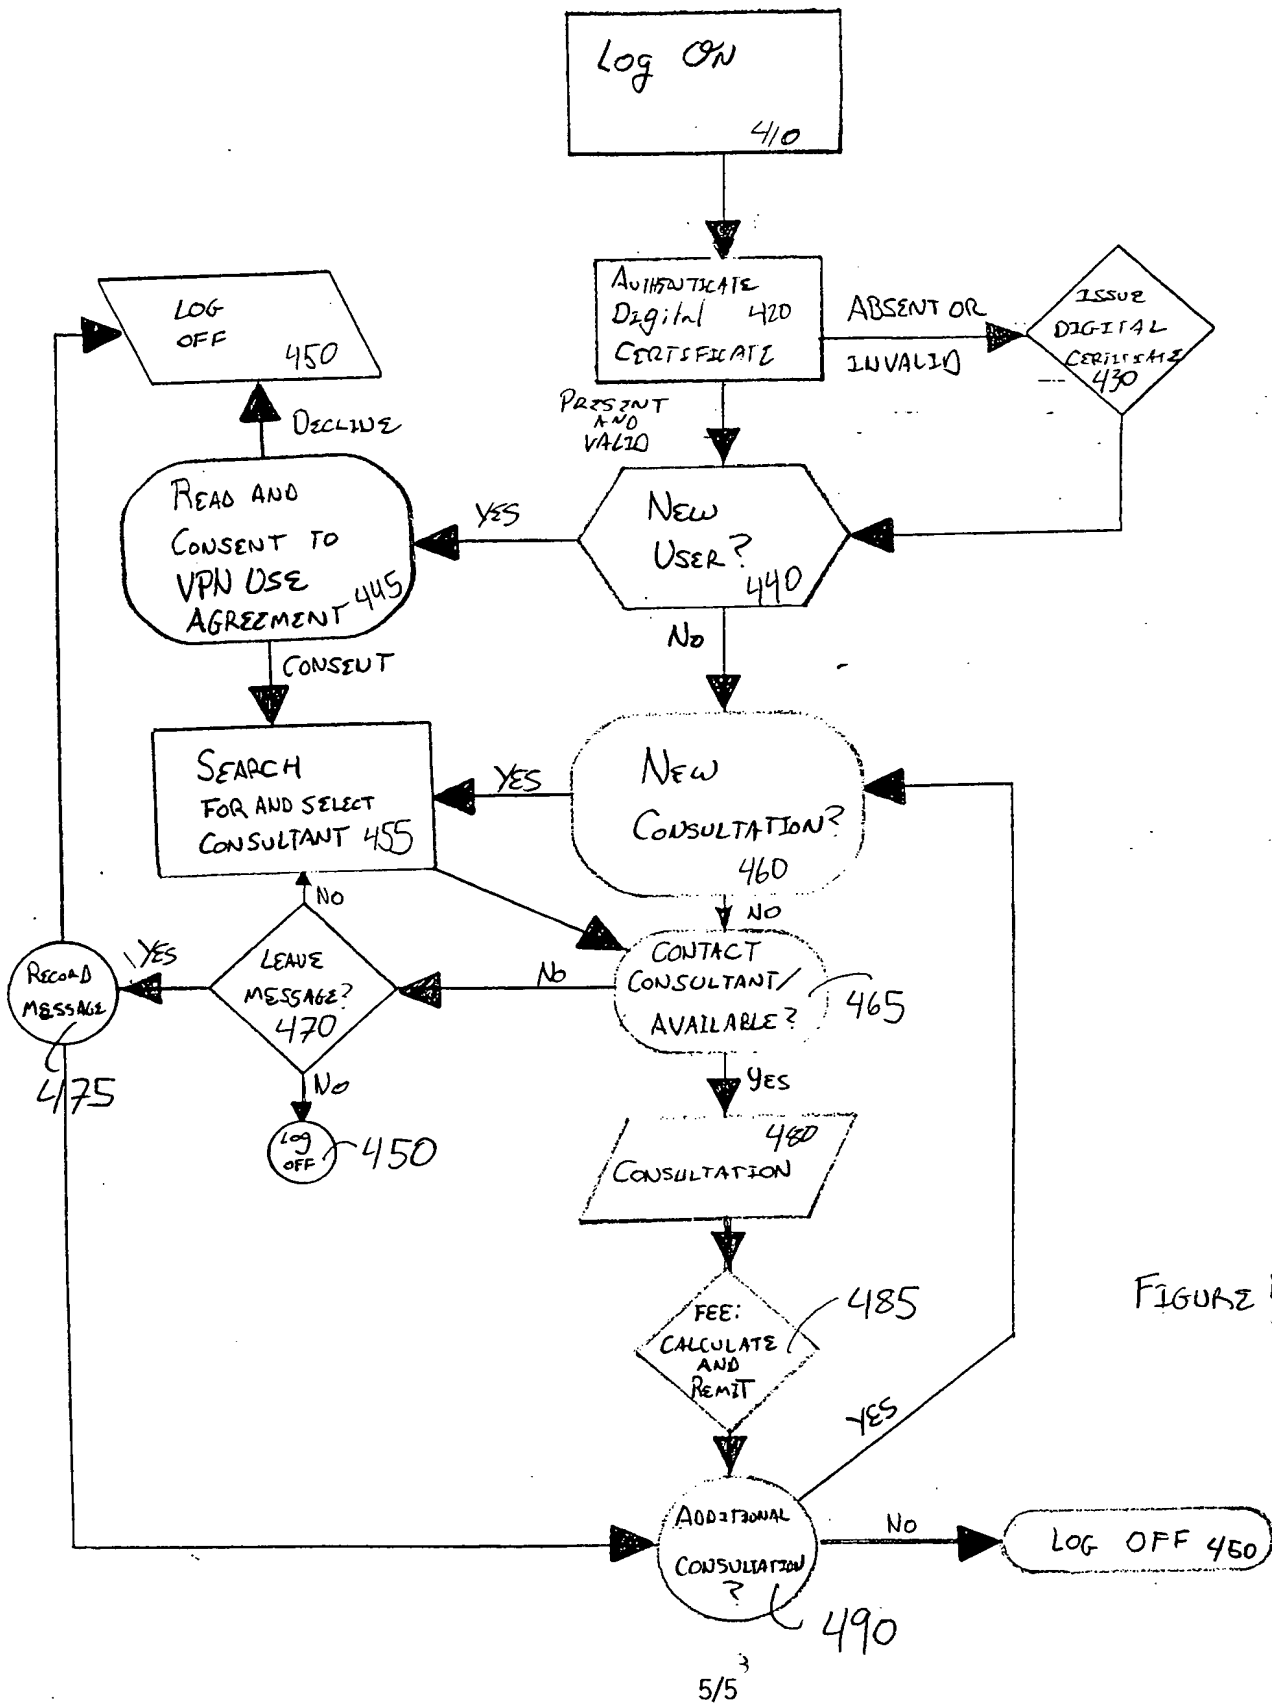 Log ON
410
AUTHENTICATE
Digital 420
CERTIFICATE
ABSENT OR
INVALID
ISSUE
DIGITAL
CERTIFICATE
430
LOG
OFF
450
DECLINE
PRESENT
AND
VALID
READ AND
CONSENT TO
VPN USE
AGREEMENT 445
YES
NEW
USER?
440
NO
CONSENT
SEARCH
FOR AND SELECT
CONSULTANT 455
YES
NEW
CONSULTATION?
460
NO
NO
CONTACT
CONSULTANT/
AVAILABLE?
465
NO
LEAVE
MESSAGE?
470
YES
RECORD
MESSAGE
475
NO
LOG
OFF
450
YES
480
CONSULTATION
FEE:
CALCULATE
AND
REMIT
485
FIGURE
YES
ADDITIONAL
CONSULTATION
?
490
NO
LOG OFF 450
5/5